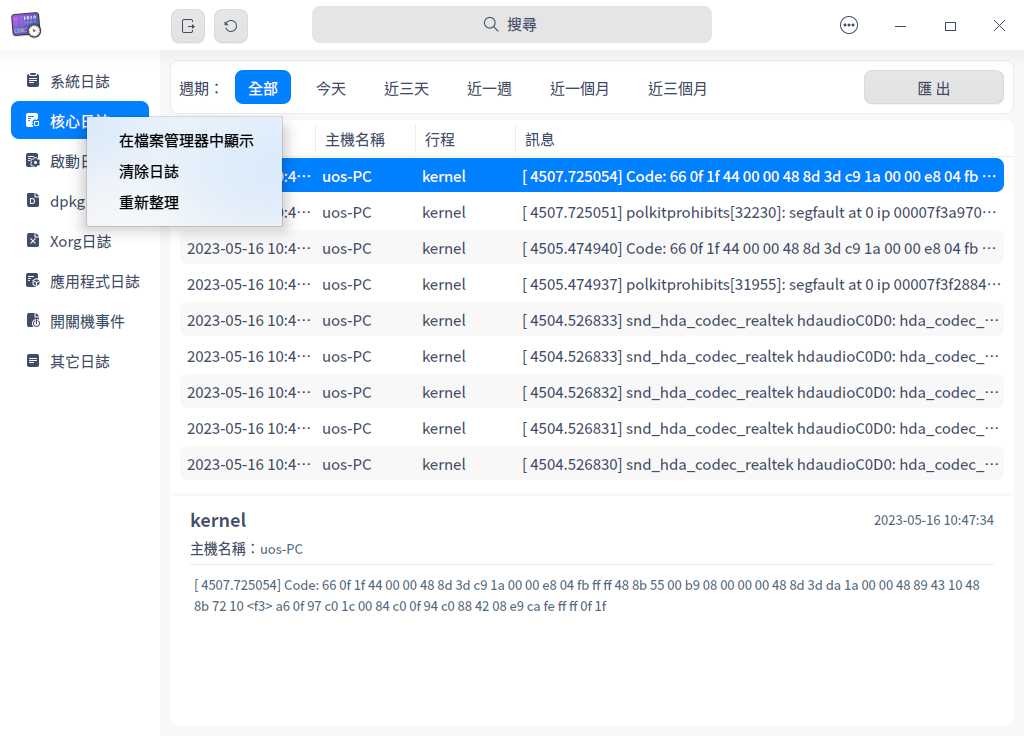 搜尋
系統日誌
核心日誌
啟動日
dpkg
Xorg日誌
應用程式日誌
開關機事件
其它日誌
在檔案管理器中顯示
清除日誌
重新整理
週期： 全部 今天 近三天 近一週 近一個月 近三個月 匯出
主機名稱 行程 訊息
0:4… uos-PC kernel [ 4507.725054] Code: 66 0f 1f 44 00 00 48 8d 3d c9 1a 00 00 e8 04 fb …
0:4… uos-PC kernel [ 4507.725051] polkitprohibits[32230]: segfault at 0 ip 00007f3a970…
2023-05-16 10:4… uos-PC kernel [ 4505.474940] Code: 66 0f 1f 44 00 00 48 8d 3d c9 1a 00 00 e8 04 fb …
2023-05-16 10:4… uos-PC kernel [ 4505.474937] polkitprohibits[31955]: segfault at 0 ip 00007f3f2884…
2023-05-16 10:4… uos-PC kernel [ 4504.526833] snd_hda_codec_realtek hdaudioC0D0: hda_codec_…
2023-05-16 10:4… uos-PC kernel [ 4504.526833] snd_hda_codec_realtek hdaudioC0D0: hda_codec_…
2023-05-16 10:4… uos-PC kernel [ 4504.526832] snd_hda_codec_realtek hdaudioC0D0: hda_codec_…
2023-05-16 10:4… uos-PC kernel [ 4504.526831] snd_hda_codec_realtek hdaudioC0D0: hda_codec_…
2023-05-16 10:4… uos-PC kernel [ 4504.526830] snd_hda_codec_realtek hdaudioC0D0: hda_codec_…
kernel 2023-05-16 10:47:34
主機名稱：uos-PC
[ 4507.725054] Code: 66 0f 1f 44 00 00 48 8d 3d c9 1a 00 00 e8 04 fb ff ff 48 8b 55 00 b9 08 00 00 00 48 8d 3d da 1a 00 00 48 89 43 10 48
8b 72 10 <f3> a6 0f 97 c0 1c 00 84 c0 0f 94 c0 88 42 08 e9 ca fe ff ff 0f 1f